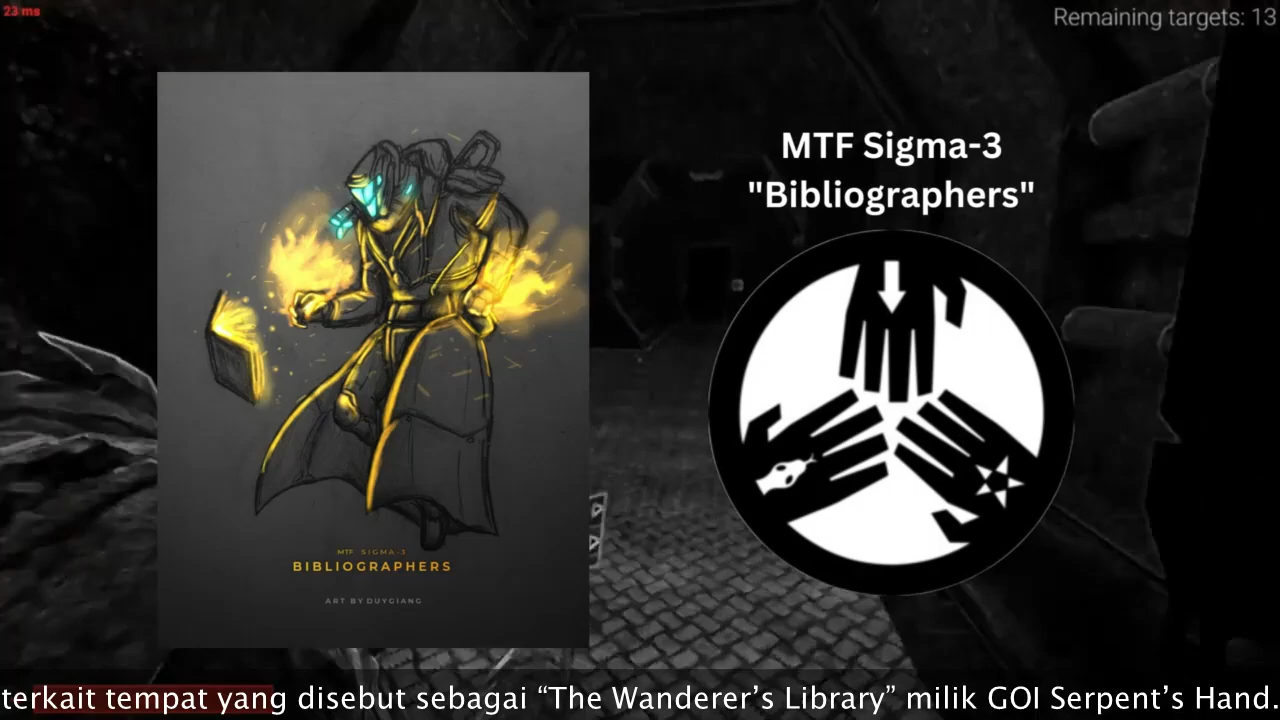 23 ms
Remaining targets: 13
MTF Sigma-3
"Bibliographers"
MTF SIGMA-3
BIBLIOGRAPHERS
ART BY DUYGIANG
terkait tempat yang disebut sebagai “The Wanderer’s Library” milik GOI Serpent’s Hand.